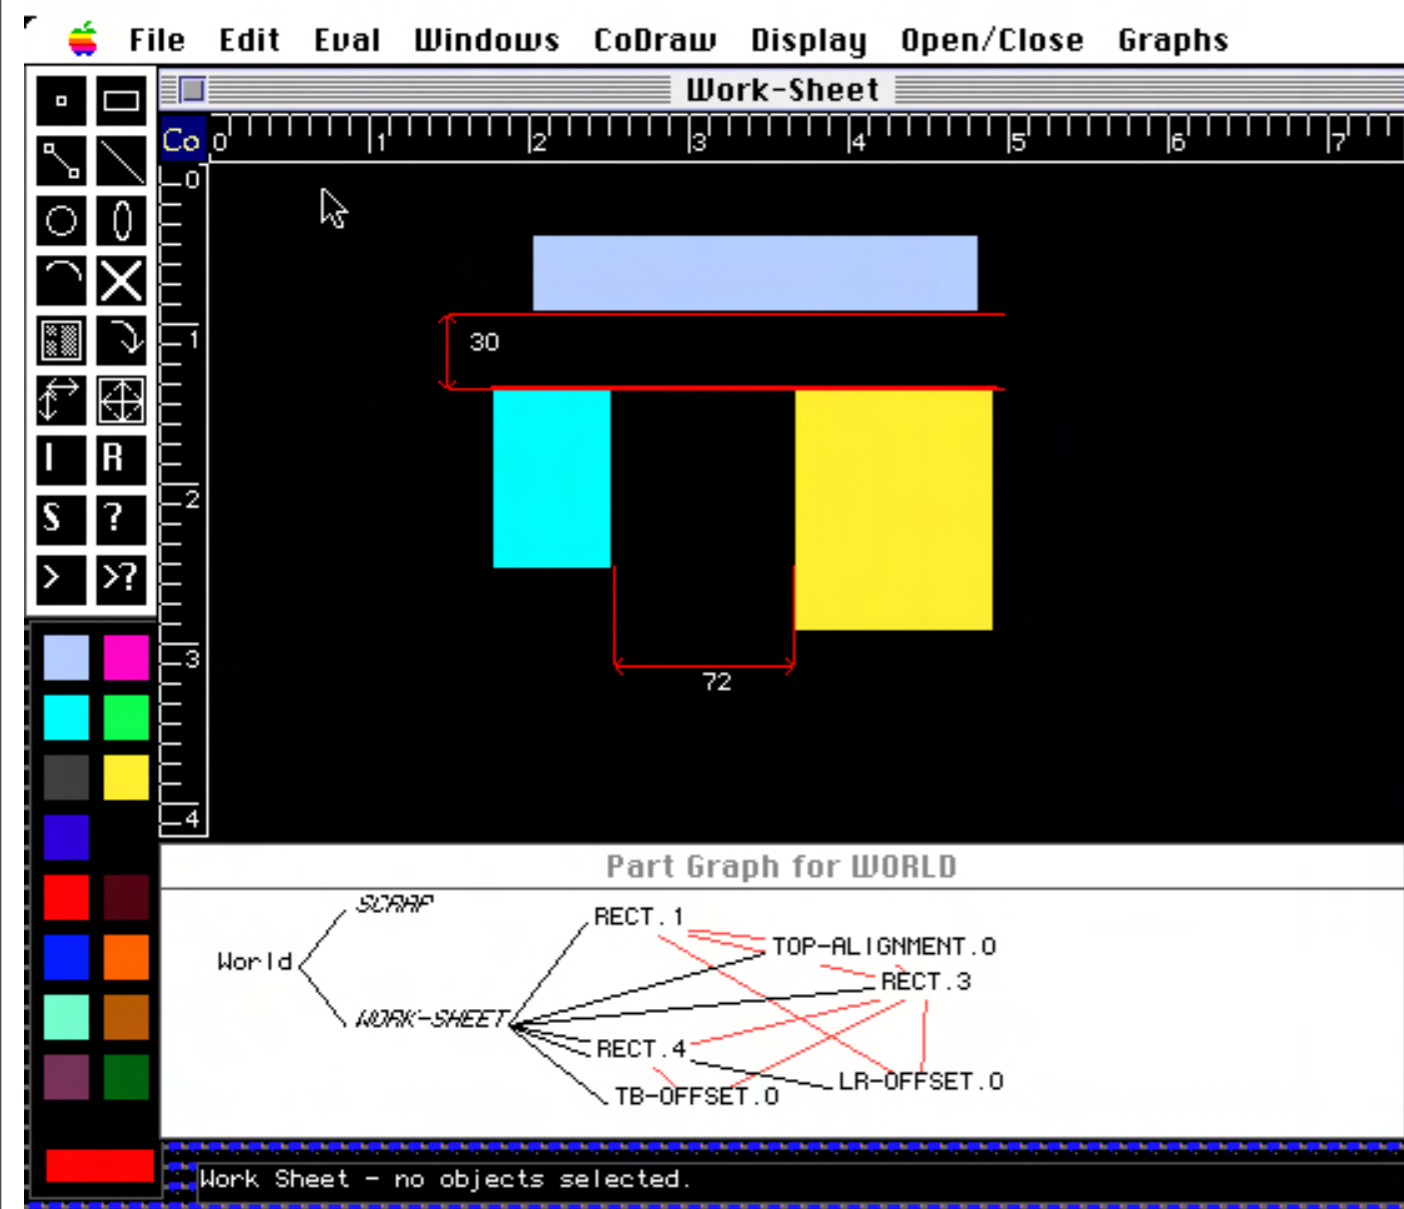 File Edit Eval Windows CoDraw Display Open/Close Graphs
Work-Sheet
Co 0 1 2 3 4 5 6 7
0
1
2
3
4
30
72
I R
S ?
> >?
Part Graph for WORLD
SCRAP
RECT.1
TOP-ALIGNMENT.0
World
RECT.3
WORK-SHEET
RECT.4
LR-OFFSET.0
TB-OFFSET.0
Work Sheet - no objects selected.